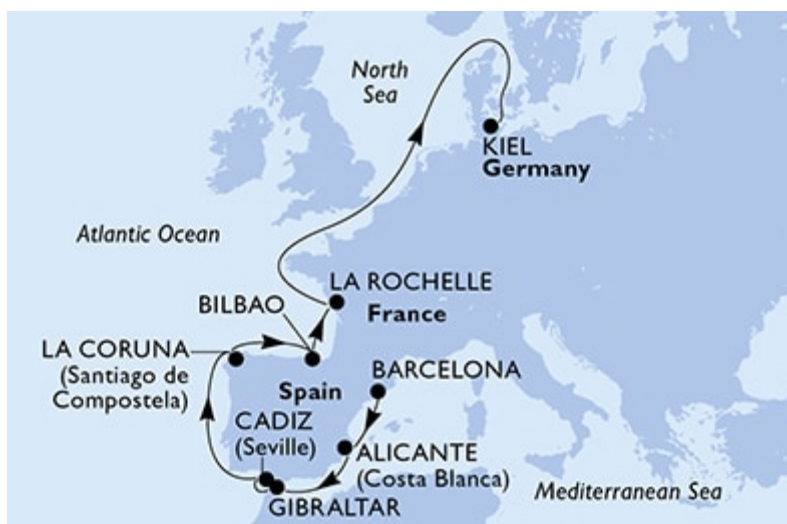 North
Sea
KIEL
Germany
Atlantic Ocean
LA ROCHELLE
BILBAO
France
LA CORUNA
(Santiago de
Compostela)
BARCELONA
Spain
CADIZ
(Seville)
ALICANTE
(Costa Blanca)
GIBRALTAR
Mediterranean Sea